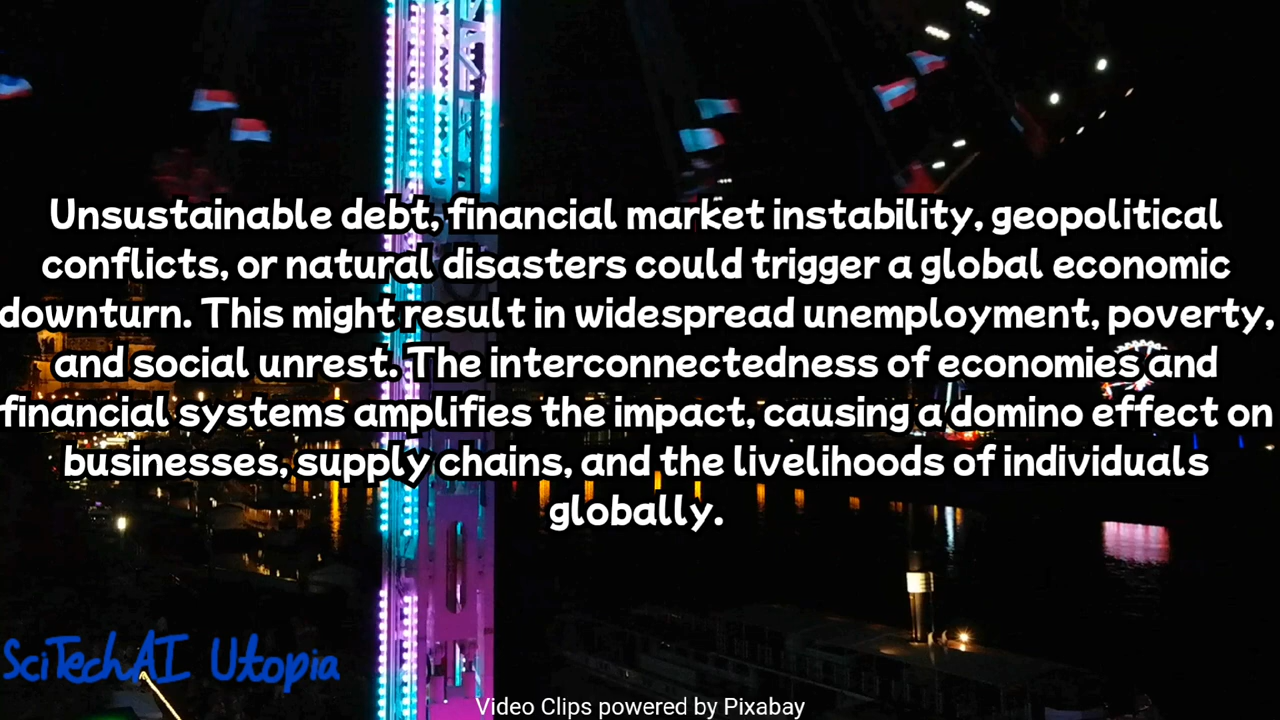 Unsustainable debt, financial market instability, geopolitical
conflicts, or natural disasters could trigger a global economic
downturn. This might result in widespread unemployment, poverty,
and social unrest. The interconnectedness of economies and
financial systems amplifies the impact, causing a domino effect on
businesses, supply chains, and the livelihoods of individuals
globally.
SciTechAI Utopia
Video Clips powered by Pixabay